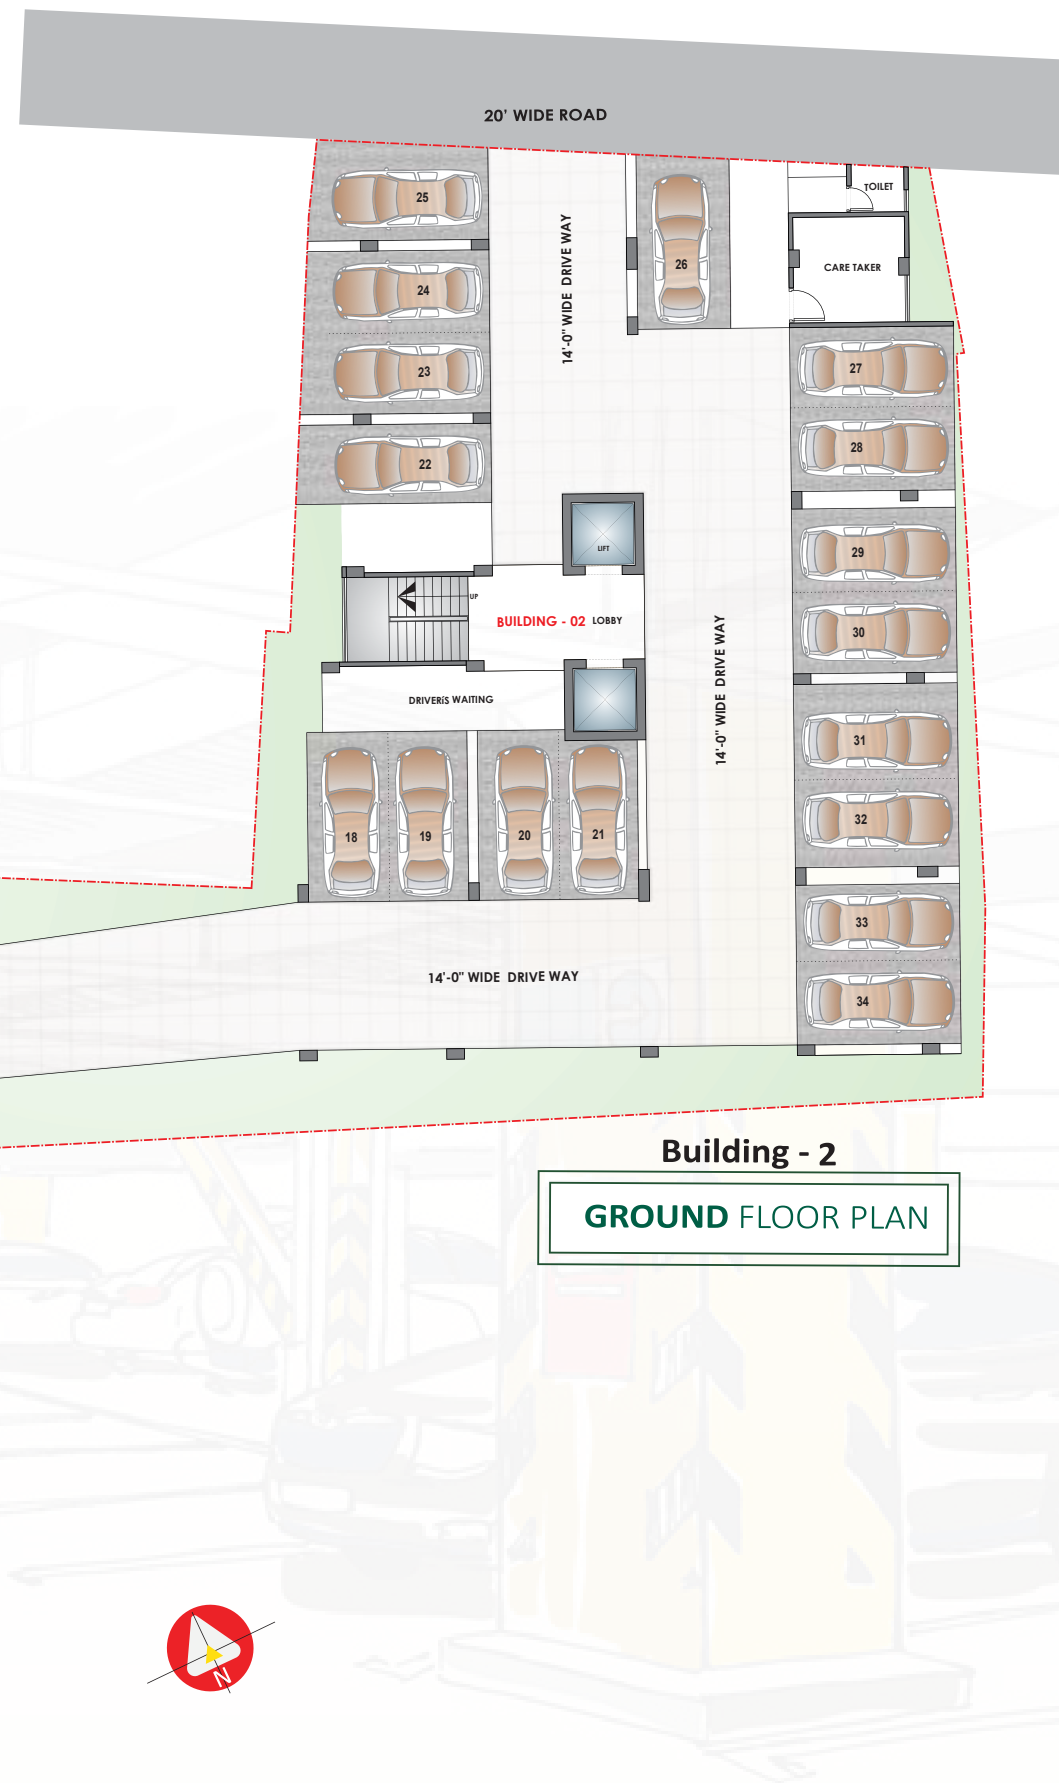 20' WIDE ROAD
25
14'-0" WIDE DRIVE WAY
26
TOILET
CARE TAKER
24
23
27
22
28
LIFT
29
UP
BUILDING - 02 LOBBY
30
14'-0" WIDE DRIVE WAY
DRIVERíS WAITING
31
18
19
20
21
32
33
14'-0" WIDE DRIVE WAY
34
Building - 2
GROUND FLOOR PLAN
N